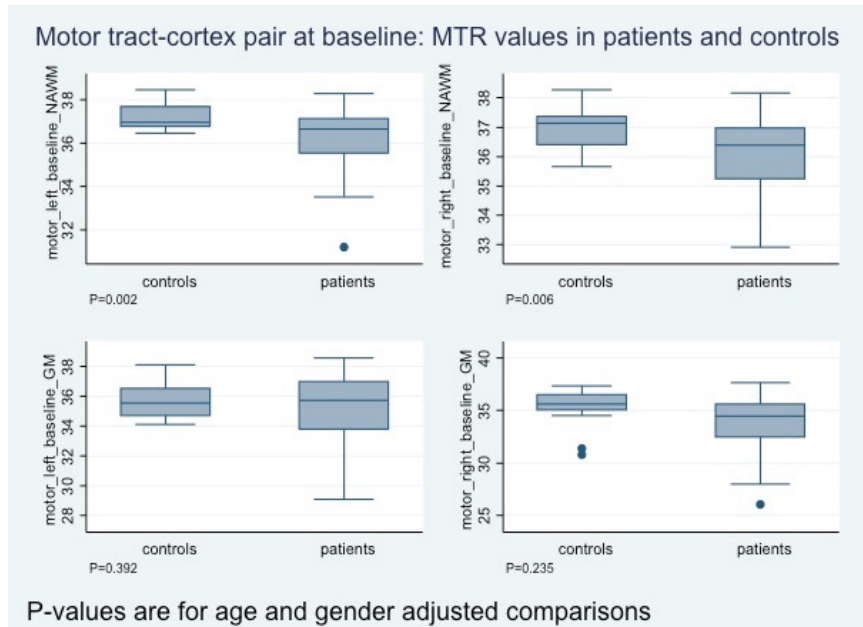 Motor tract-cortex pair at baseline: MTR values in patients and controls
motor_left_baseline_NAWM
38
36
34
32
controls
patients
P=0.002
motor_right_baseline_NAWM
38
37
36
35
34
33
controls
patients
P=0.006
motor_left_baseline_GM
38
36
34
32
30
28
controls
patients
P=0.392
motor_right_baseline_GM
40
35
30
25
controls
patients
P=0.235
P-values are for age and gender adjusted comparisons